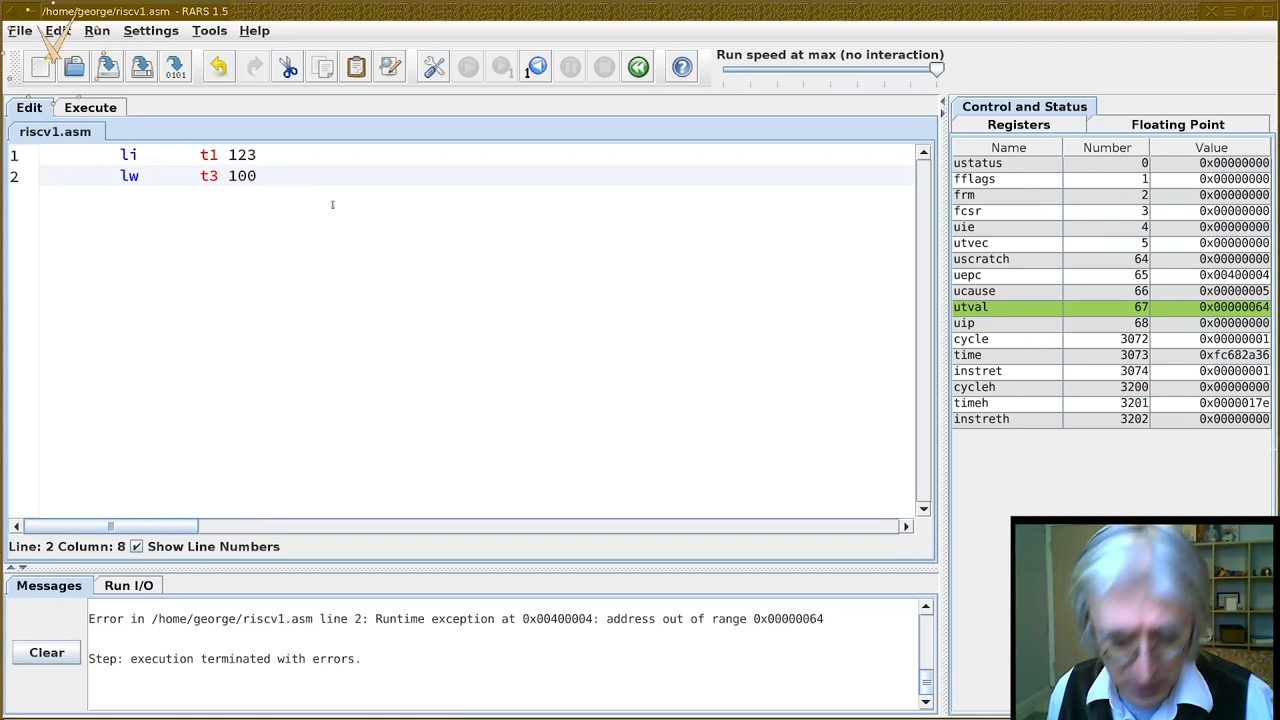 /home/george/riscv1.asm - RARS 1.5
File Edit Run Settings Tools Help
0101
1
1
Run speed at max (no interaction)
Edit Execute
riscv1.asm
1 li t1 123
2 lw t3 100
Line: 2 Column: 8 Show Line Numbers
Messages Run I/O
Error in /home/george/riscv1.asm line 2: Runtime exception at 0x00400004: address out of range 0x00000064
Step: execution terminated with errors.
Clear
Control and Status
Registers Floating Point
Name Number Value
ustatus 0 0x00000000
fflags 1 0x00000000
frm 2 0x00000000
fcsr 3 0x00000000
uie 4 0x00000000
utvec 5 0x00000000
uscratch 64 0x00000000
uepc 65 0x00400004
ucause 66 0x00000005
utval 67 0x00000064
uip 68 0x00000000
cycle 3072 0x00000001
time 3073 0xfc682a36
instret 3074 0x00000001
cycleh 3200 0x00000000
timeh 3201 0x0000017e
instreth 3202 0x00000000